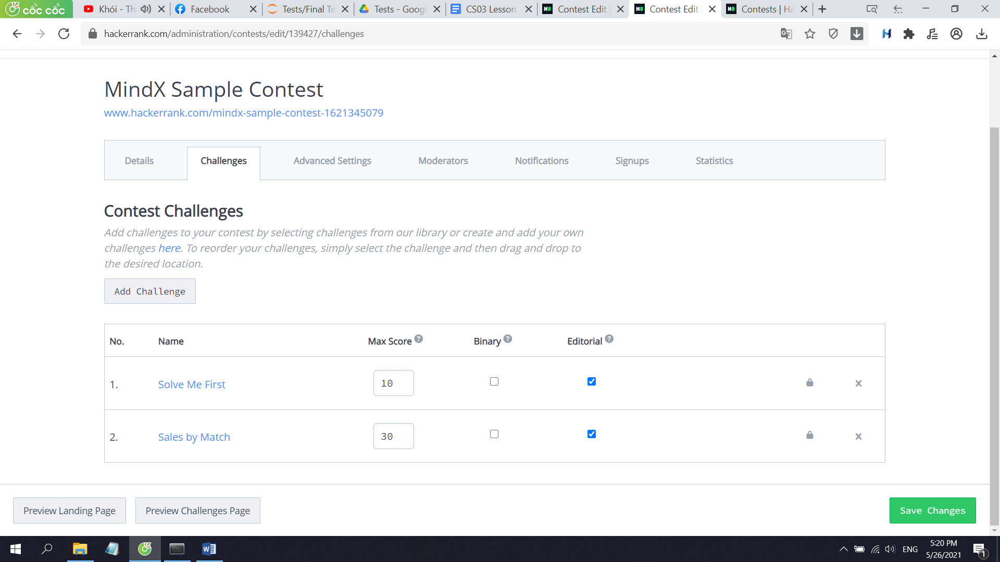 cốc cốc
Khói - Th
Facebook
Tests/Final Te
Tests - Googl
CS03 Lesson
Contest Edit
Contest Edit
Contests | Ha
hackerrank.com/administration/contests/edit/139427/challenges
MindX Sample Contest
www.hackerrank.com/mindx-sample-contest-1621345079
Details Challenges Advanced Settings Moderators Notifications Signups Statistics
Contest Challenges
Add challenges to your contest by selecting challenges from our library or create and add your own
challenges here. To reorder your challenges, simply select the challenge and then drag and drop to
the desired location.
Add Challenge
No. Name Max Score ? Binary ? Editorial ?
1. Solve Me First 10
2. Sales by Match 30
Preview Landing Page Preview Challenges Page Save Changes
ENG
5:20 PM
5/26/2021
1